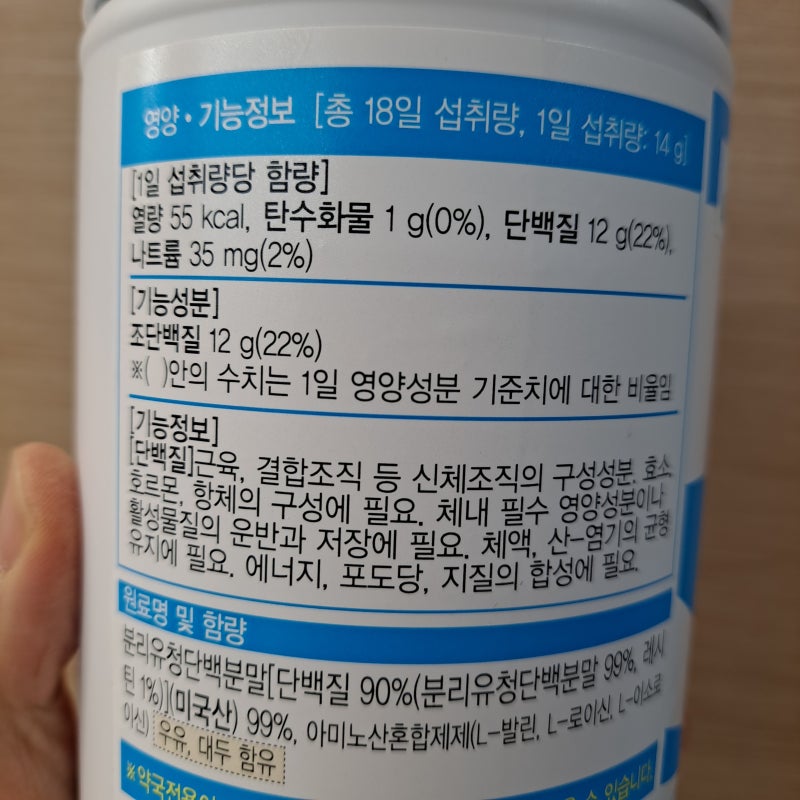 영양•기능정보 [총 18일 섭취량, 1일 섭취량: 14 g]
[1일 섭취량당 함량]
열량 55 kcal, 탄수화물 1 g(0%), 단백질 12 g(22%),
나트륨 35 mg(2%)
[기능성분]
조단백질 12 g(22%)
※( )안의 수치는 1일 영양성분 기준치에 대한 비율임
[기능정보]
[단백질]근육, 결합조직 등 신체조직의 구성성분. 효소,
호르몬, 항체의 구성에 필요. 체내 필수 영양성분이나
활성물질의 운반과 저장에 필요. 체액, 산-염기의 균형
유지에 필요. 에너지, 포도당, 지질의 합성에 필요.
원료명 및 함량
분리유청단백분말[단백질 90%(분리유청단백분말 99%, 레시
틴 1%)](미국산) 99%, 아미노산혼합제제(L-발린, L-로이신, L-이소로
이신) 우유, 대두 함유
※약국전용 수 있습니다.